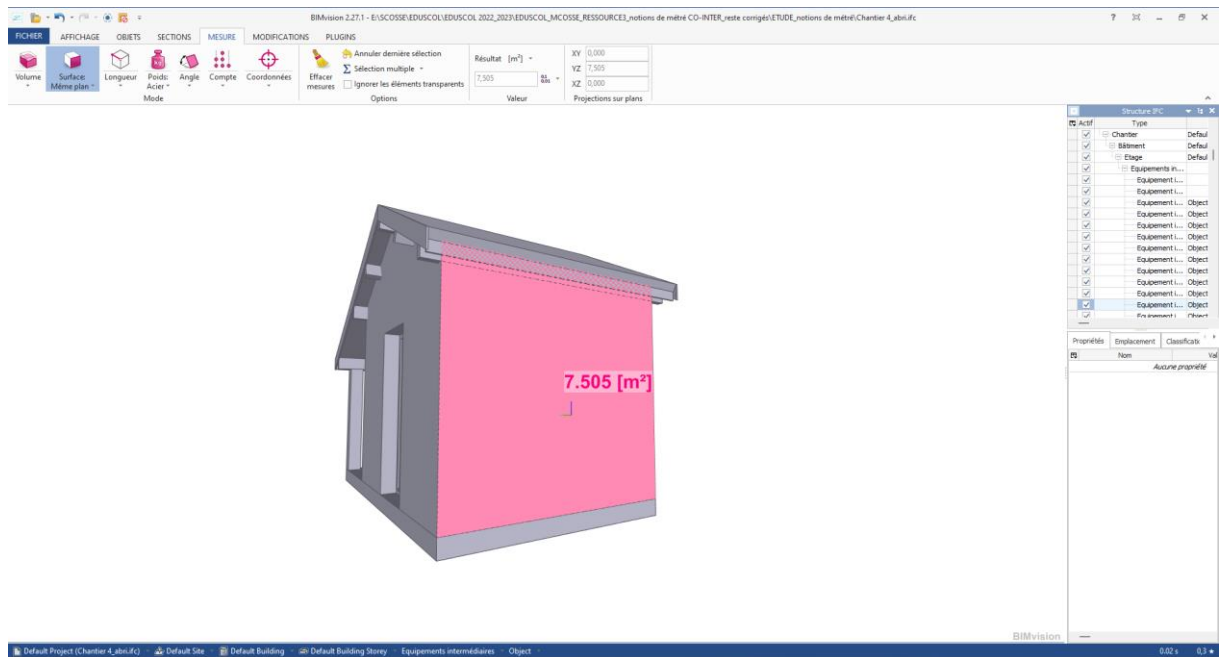 BIMvision 2.27.1 - E:\SCOSSE\EDUSCOL\EDUSCOL 2022_2023\EDUSCOL_MCOSSE_RESSOURCE3_notions de métré CO-INTER_reste corrigés\ETUDE_notions de métré\Chantier 4_abri.ifc
FICHIER AFFICHAGE OBJETS SECTIONS MESURE MODIFICATIONS PLUGINS
Volume
Surface: Même plan
Longueur
Poids: Acier
Angle
Compte
Coordonnées
Mode
Effacer mesures
Annuler dernière sélection
Sélection multiple
Ignorer les éléments transparents
Options
Résultat [m²]
7,505
Valeur
XY 0,000
YZ 7,505
XZ 0,000
Projections sur plans
Structure IFC
Actif Type
Chantier Defaul
Bâtiment Defaul
Etage Defaul
Equipements in...
Equipement i...
Equipement i...
Equipement i... Object
Equipement i... Object
Equipement i... Object
Equipement i... Object
Equipement i... Object
Equipement i... Object
Equipement i... Object
Equipement i... Object
Equipement i... Object
Equipement i... Object
Equipement i... Object
Propriétés Emplacement Classificatic
Nom Val
Aucune propriété
7.505 [m²]
BIMvision
Default Project (Chantier 4_abri.ifc) Default Site Default Building Default Building Storey Equipements intermédiaires Object 0.02 s 0,3